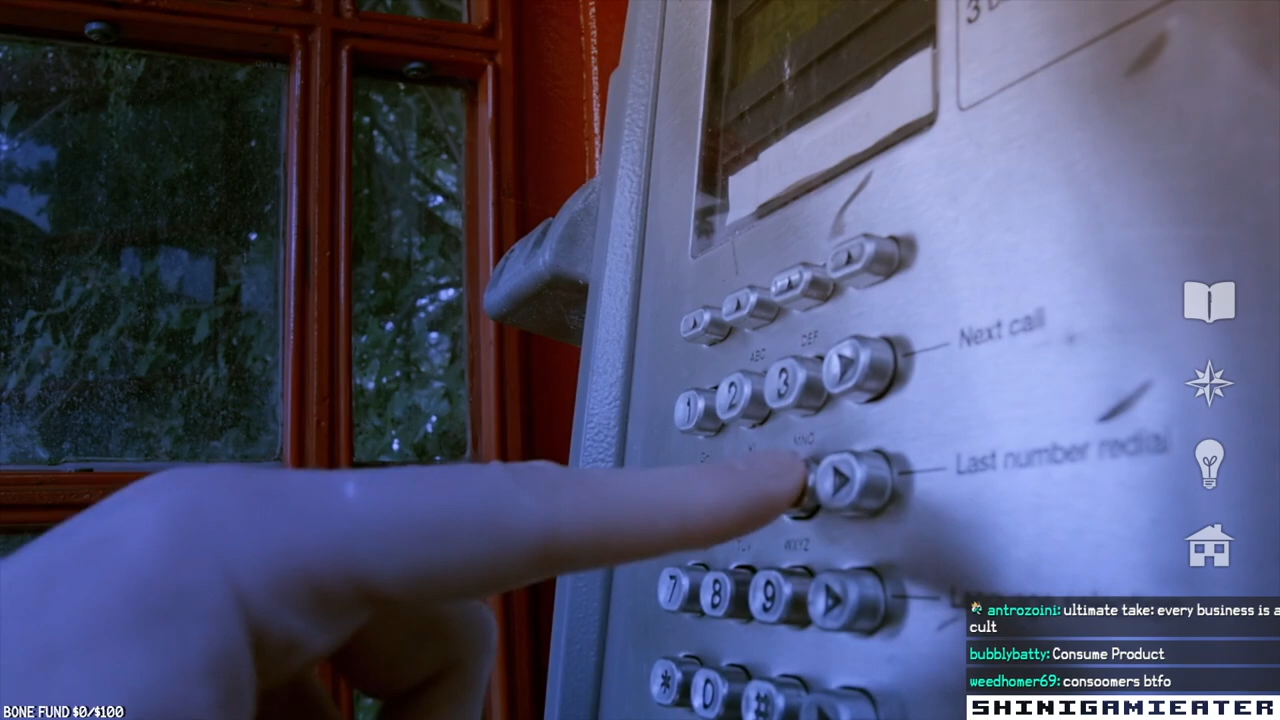 3
Next call
ABC DEF
1 2 3
MNO
Last number redial
WXYZ
7 8 9
* 0 #
antrozoini: ultimate take: every business is a
cult
bubblybatty: Consume Product
weedhomer69: consoomers btfo
BONE FUND $0/$100
SHINIGAMIEATER